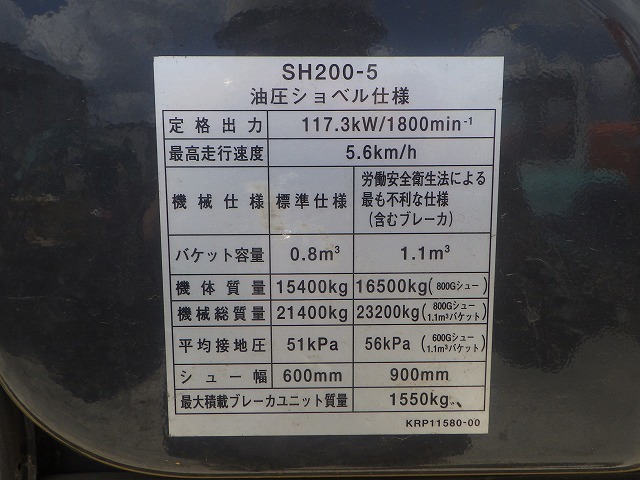 SH200-5
油圧ショベル仕様
定格出力 117.3kW/1800min⁻¹
最高走行速度 5.6km/h
機械仕様 標準仕様 労働安全衛生法による
最も不利な仕様
(含むブレーカ)
バケット容量 0.8m³ 1.1m³
機体質量 15400kg 16500kg(800Gシュー)
機械総質量 21400kg 23200kg(800Gシュー
1.1m³バケット)
平均接地圧 51kPa 56kPa (600Gシュー
1.1m³バケット)
シュー幅 600mm 900mm
最大積載ブレーカユニット質量 1550kg
KRP11580-00